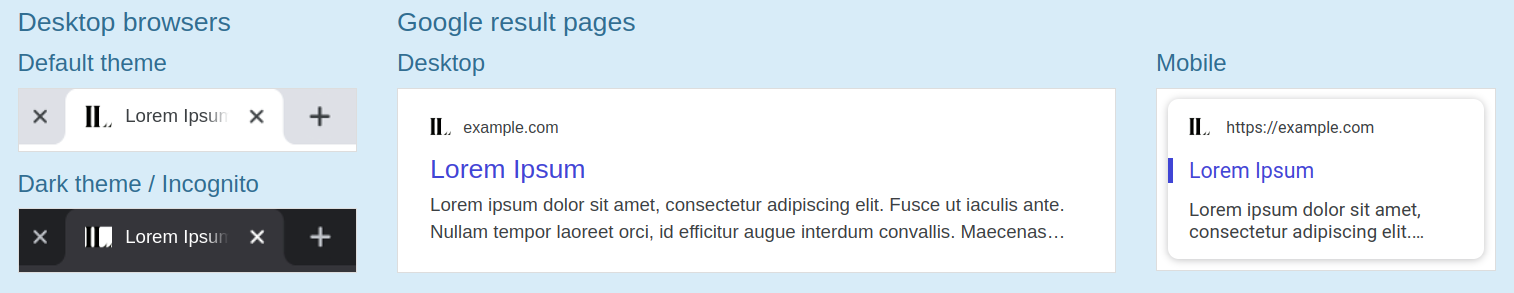 Desktop browsers
Default theme
Lorem Ipsum
Dark theme / Incognito
Lorem Ipsum
Google result pages
Desktop
example.com
Lorem Ipsum
Lorem ipsum dolor sit amet, consectetur adipiscing elit. Fusce ut iaculis ante.
Nullam tempor laoreet orci, id efficitur augue interdum convallis. Maecenas…
Mobile
https://example.com
Lorem Ipsum
Lorem ipsum dolor sit amet,
consectetur adipiscing elit.…